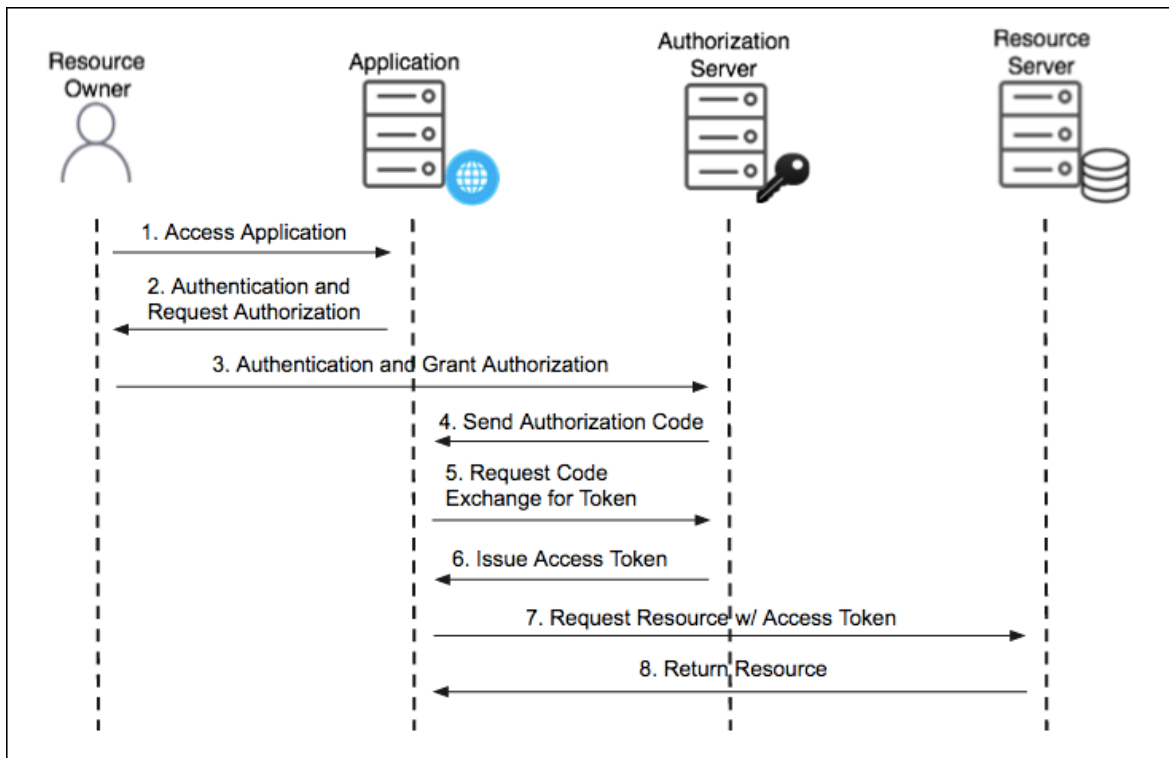 Resource
Owner
Application
Authorization
Server
Resource
Server
1. Access Application
2. Authentication and
Request Authorization
3. Authentication and Grant Authorization
4. Send Authorization Code
5. Request Code
Exchange for Token
6. Issue Access Token
7. Request Resource w/ Access Token
8. Return Resource